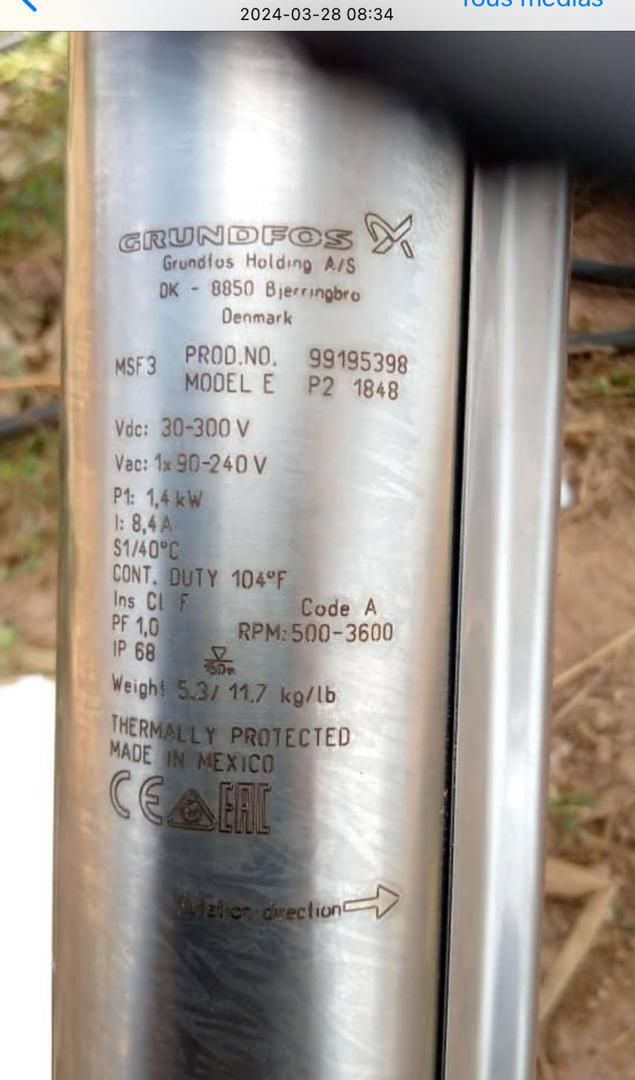 2024-03-28 08:34
Tous médias
GRUNDFOS
Grundfos Holding A/S
DK - 8850 Bjerringbro
Denmark
MSF3 PROD.NO. 99195398
MODEL E P2 1848
Vdc: 30-300 V
Vac: 1x 90-240 V
P1: 1,4 kW
I: 8,4 A
S1/40°C
CONT. DUTY 104°F
Ins Cl F Code A
PF 1,0 RPM:500-3600
IP 68
Weight 5.3/ 11.7 kg/lb
THERMALLY PROTECTED
MADE IN MEXICO
CE EAC
direction